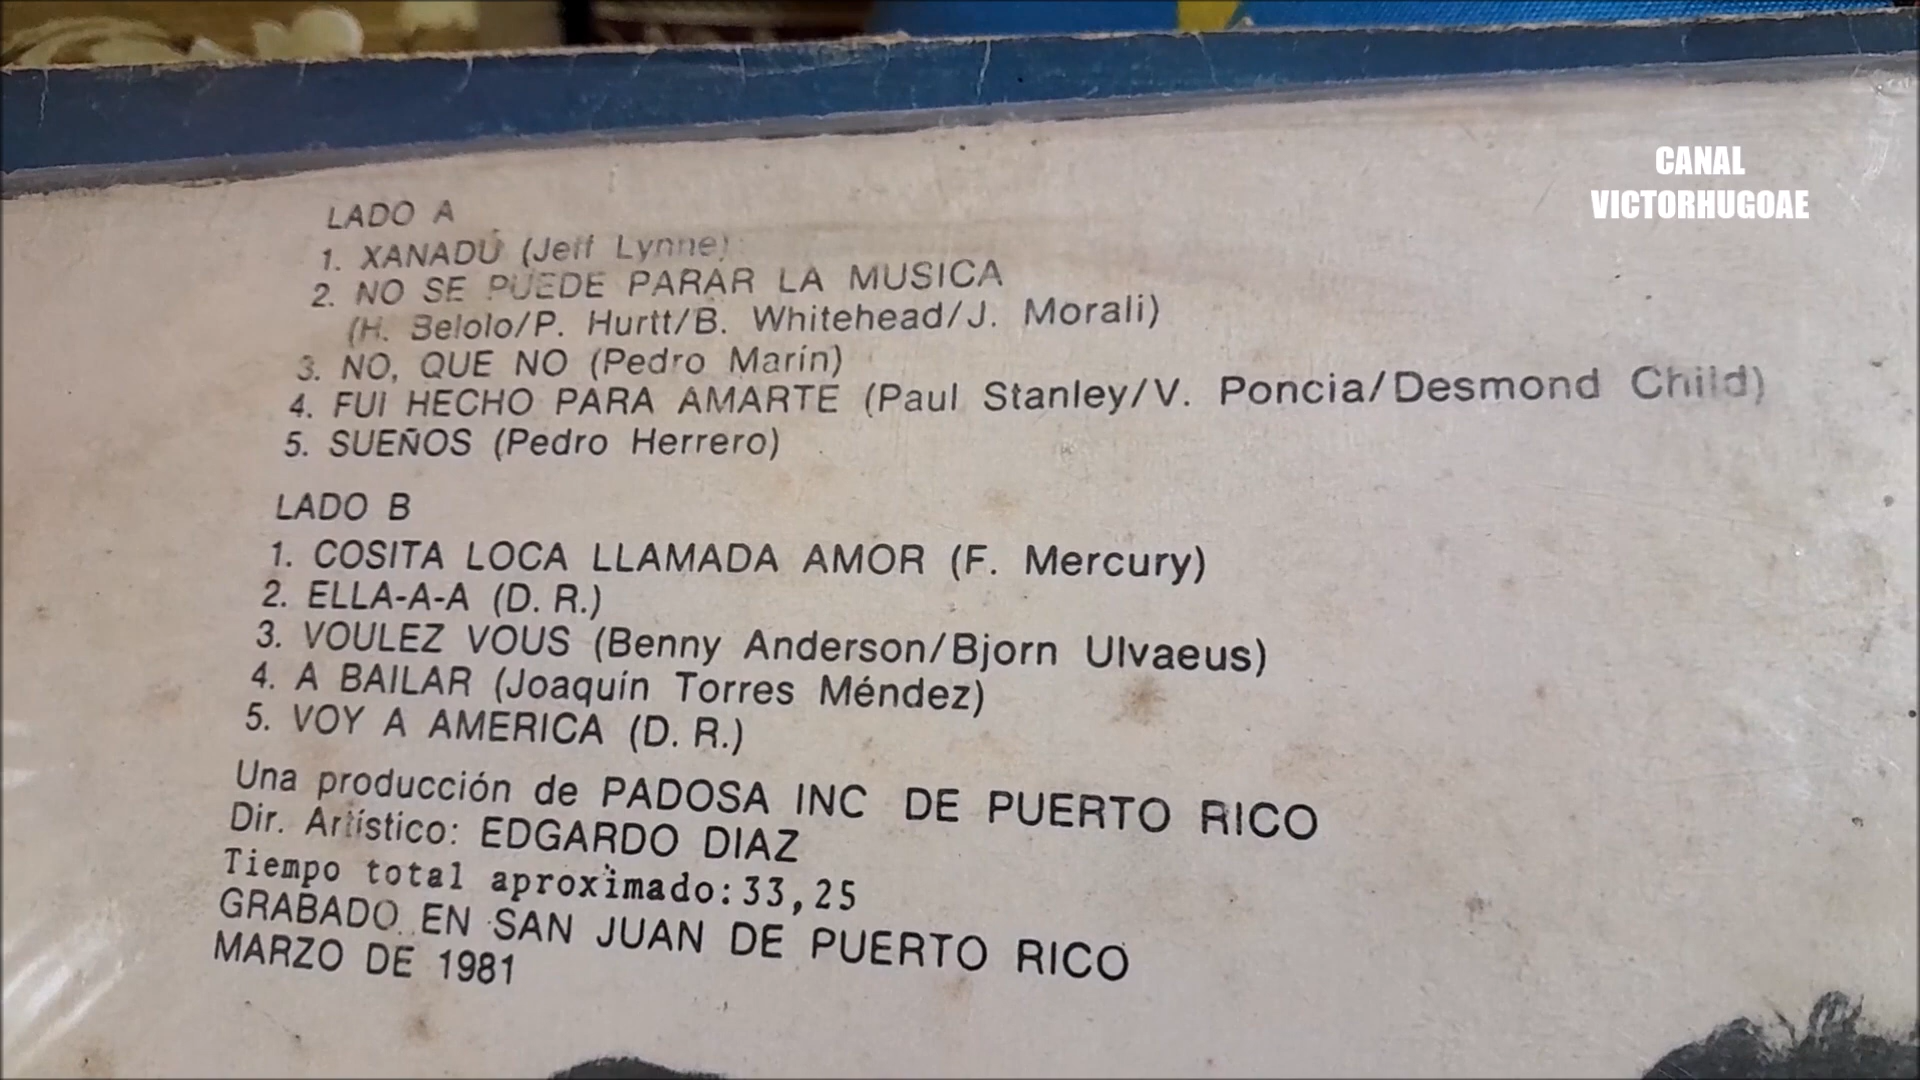 CANAL
VICTORHUGOAE
LADO A
1. XANADÚ (Jeff Lynne)
2. NO SE PUEDE PARAR LA MUSICA
(H. Belolo/P. Hurtt/B. Whitehead/J. Morali)
3. NO, QUE NO (Pedro Marín)
4. FUI HECHO PARA AMARTE (Paul Stanley/V. Poncia/Desmond Child)
5. SUEÑOS (Pedro Herrero)
LADO B
1. COSITA LOCA LLAMADA AMOR (F. Mercury)
2. ELLA-A-A (D. R.)
3. VOULEZ VOUS (Benny Anderson/Bjorn Ulvaeus)
4. A BAILAR (Joaquín Torres Méndez)
5. VOY A AMERICA (D. R.)
Una producción de PADOSA INC DE PUERTO RICO
Dir. Artístico: EDGARDO DIAZ
Tiempo total aproximado:33,25
GRABADO EN SAN JUAN DE PUERTO RICO
MARZO DE 1981